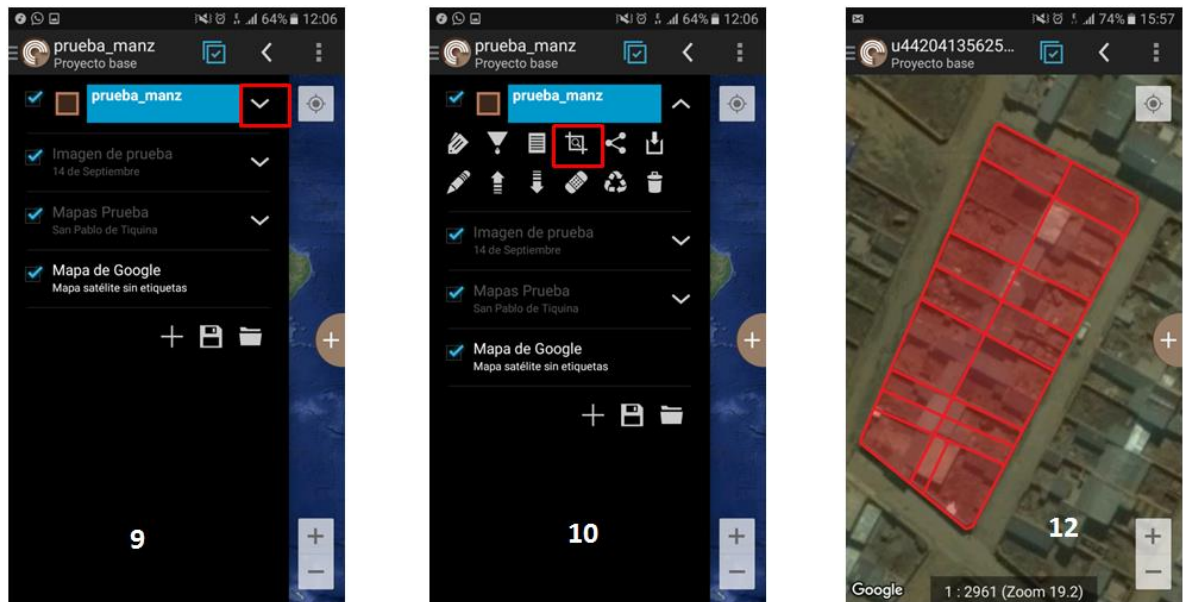 64% 12:06
prueba_manz
Proyecto base
prueba_manz
Imagen de prueba
14 de Septiembre
Mapas Prueba
San Pablo de Tiquina
Mapa de Google
Mapa satélite sin etiquetas
9
64% 12:06
prueba_manz
Proyecto base
prueba_manz
Imagen de prueba
14 de Septiembre
Mapas Prueba
San Pablo de Tiquina
Mapa de Google
Mapa satélite sin etiquetas
10
74% 15:57
u44204135625...
Proyecto base
12
Google
1 : 2961 (Zoom 19.2)